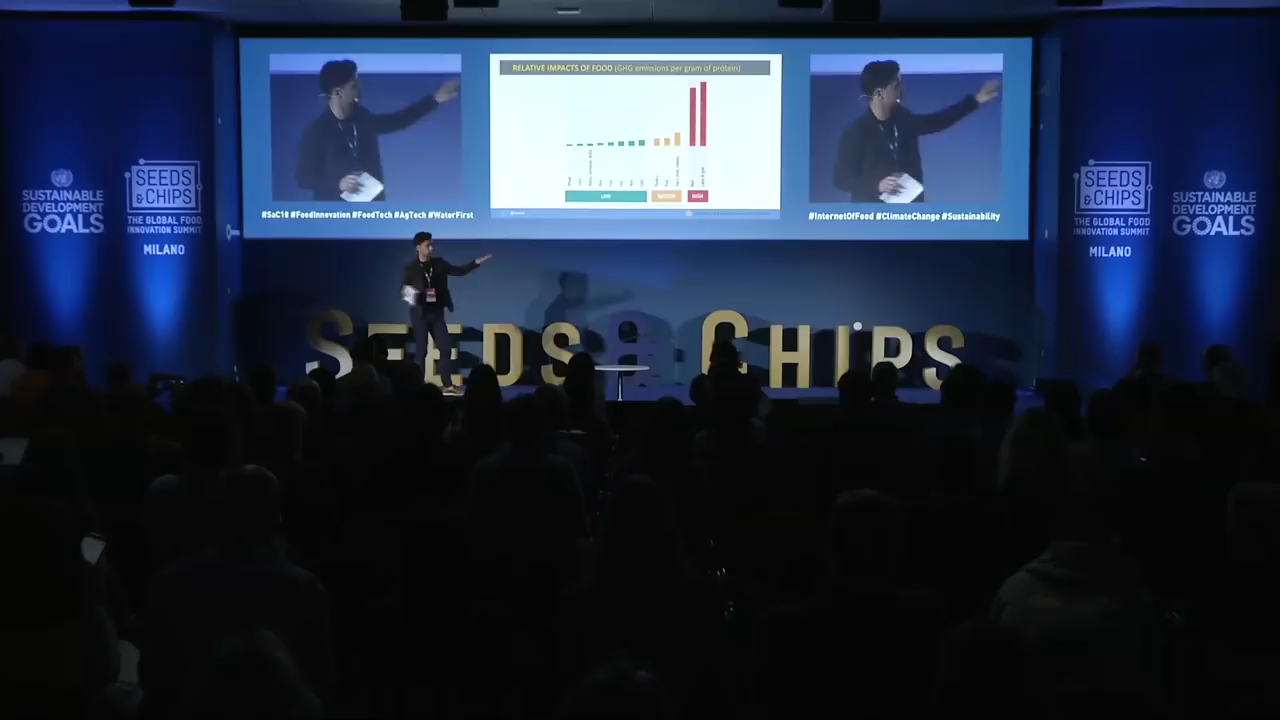 RELATIVE IMPACTS OF FOOD (GHG emissions per gram of protein)
LOW
MEDIUM
HIGH
#SaC18 #FoodInnovation #FoodTech #AgTech #WaterFirst
#InternetOfFood #ClimateChange #Sustainability
SUSTAINABLE
DEVELOPMENT
GOALS
SEEDS
&CHIPS
THE GLOBAL FOOD
INNOVATION SUMMIT
MILANO
SEEDS & CHIPS
SEEDS
&CHIPS
THE GLOBAL FOOD
INNOVATION SUMMIT
MILANO
SUSTAINABLE
DEVELOPMENT
GOALS